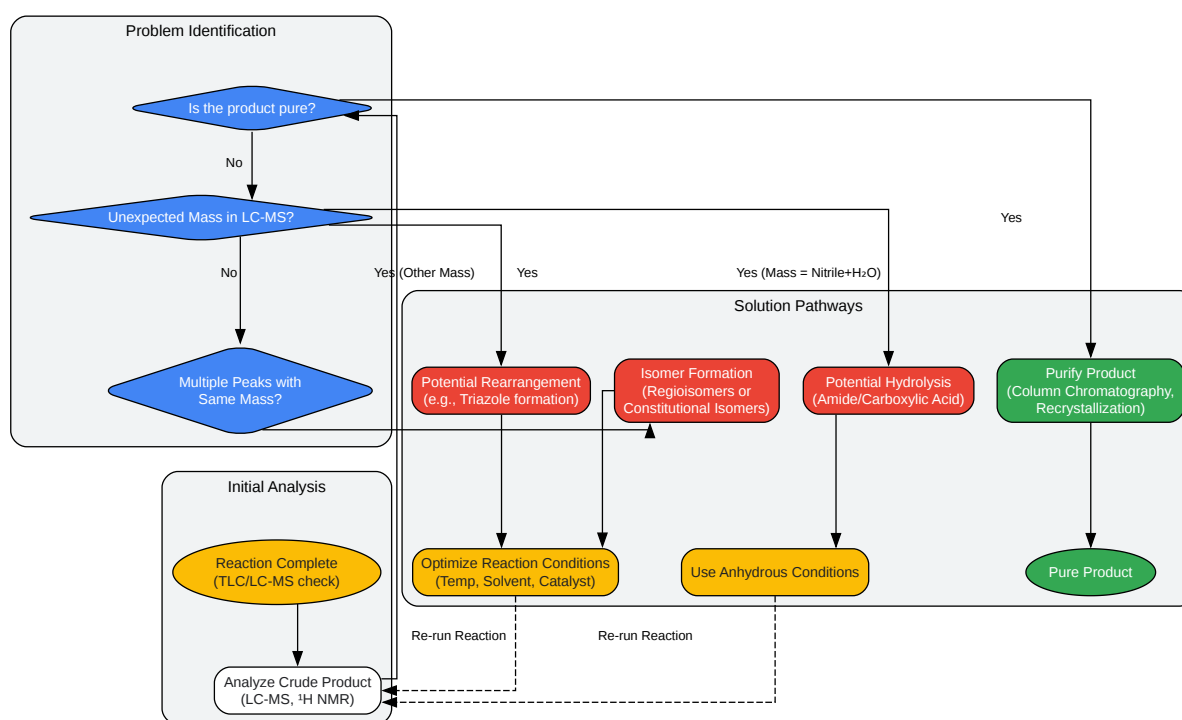 Problem Identification
Is the product pure?
No
Unexpected Mass in LC-MS?
Yes
No
Yes (Other Mass)
Yes
Yes (Mass = Nitrile+H₂O)
Solution Pathways
Multiple Peaks with
Same Mass?
Potential Rearrangement
(e.g., Triazole formation)
Isomer Formation
(Regioisomers or
Constitutional Isomers)
Potential Hydrolysis
(Amide/Carboxylic Acid)
Purify Product
(Column Chromatography,
Recrystallization)
Initial Analysis
Reaction Complete
(TLC/LC-MS check)
Optimize Reaction Conditions
(Temp, Solvent, Catalyst)
Use Anhydrous Conditions
Pure Product
Re-run Reaction
Re-run Reaction
Analyze Crude Product
(LC-MS, ¹H NMR)